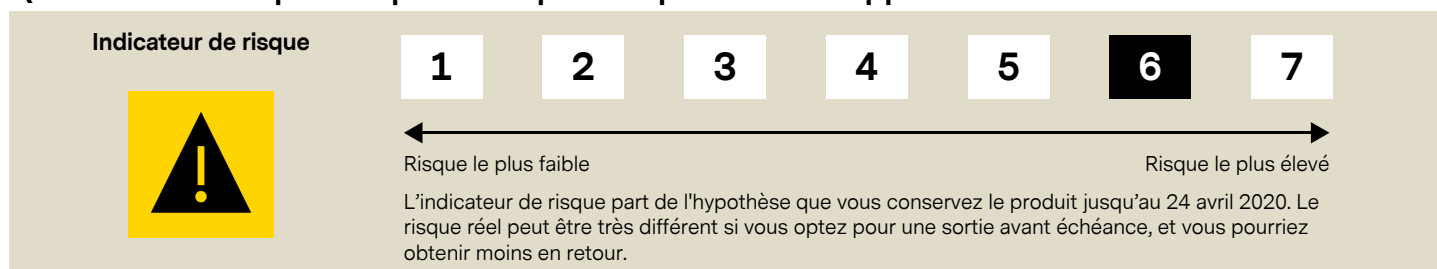 Indicateur de risque
1 2 3 4 5 6 7
Risque le plus faible Risque le plus élevé
L’indicateur de risque part de l'hypothèse que vous conservez le produit jusqu’au 24 avril 2020. Le
risque réel peut être très différent si vous optez pour une sortie avant échéance, et vous pourriez
obtenir moins en retour.